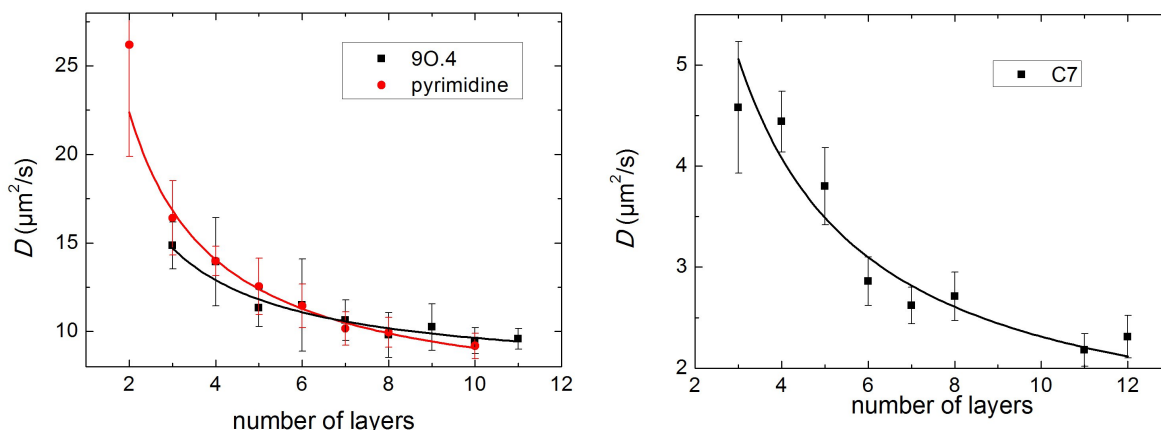 25
20
15
10
D (μm²/s)
9O.4
pyrimidine
2 4 6 8 10 12
number of layers
5
4
3
2
D (μm²/s)
C7
2 4 6 8 10 12
number of layers